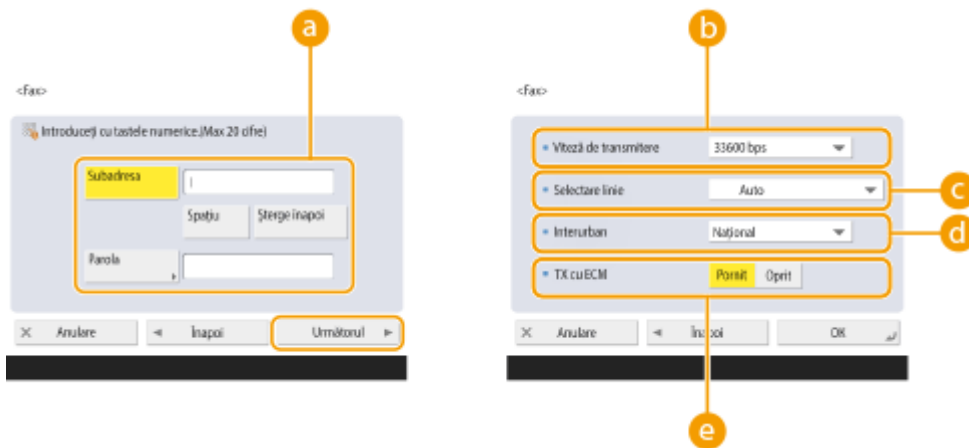 a
b
<Fax>
<Fax>
Introduceți cu tastele numerice.(Max 20 cifre)
Subadresa
Spațiu
Șterge înapoi
Parola
Anulare
Înapoi
Următorul
Viteză de transmitere
33600 bps
Selectare linie
Auto
c
Interurban
Național
d
TX cu ECM
Pornit
Oprit
Anulare
Înapoi
OK
e